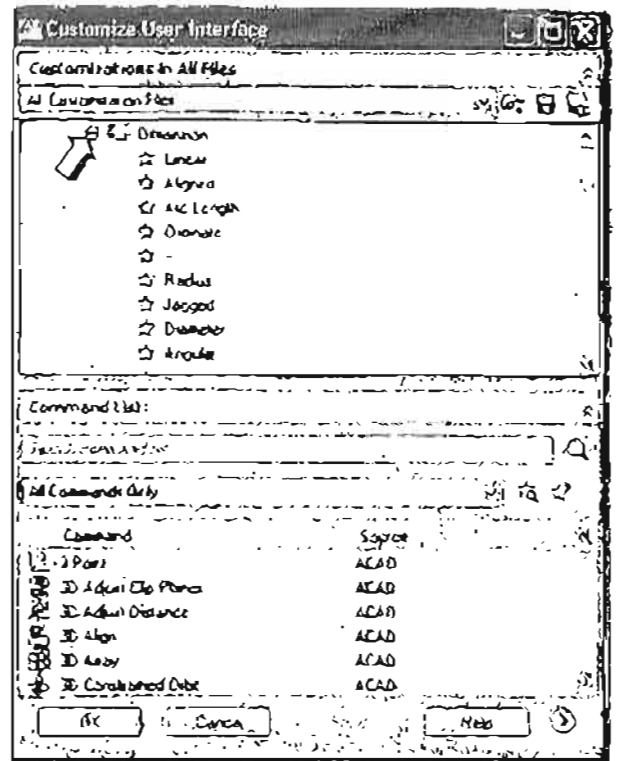 Customize User Interface
Customizations in All Files
All Customization Files
Dimension
Linear
Aligned
Arc Length
Ordinate
-
Radius
Jogged
Diameter
Angular
Command List:
All Commands Only
Command Source
ACAD
3D Adjust Clip Planes ACAD
3D Adjust Distance ACAD
3D Align ACAD
3D Array ACAD
3D Constrained Orbit ACAD
OK Cancel Help